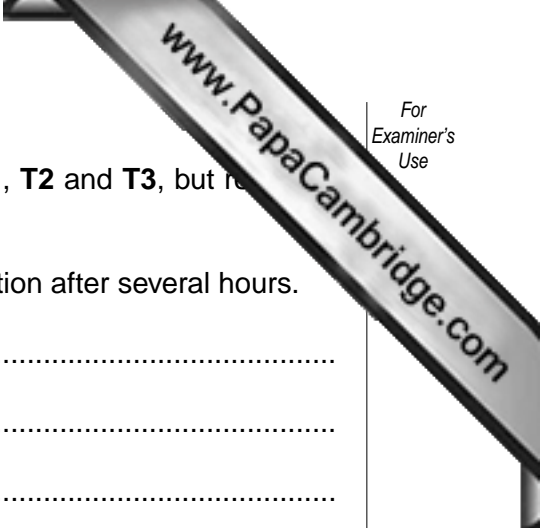 www.PapaCambridge.com
For
Examiner's
Use
, T2 and T3, but
tion after several hours.
........................................
........................................
........................................